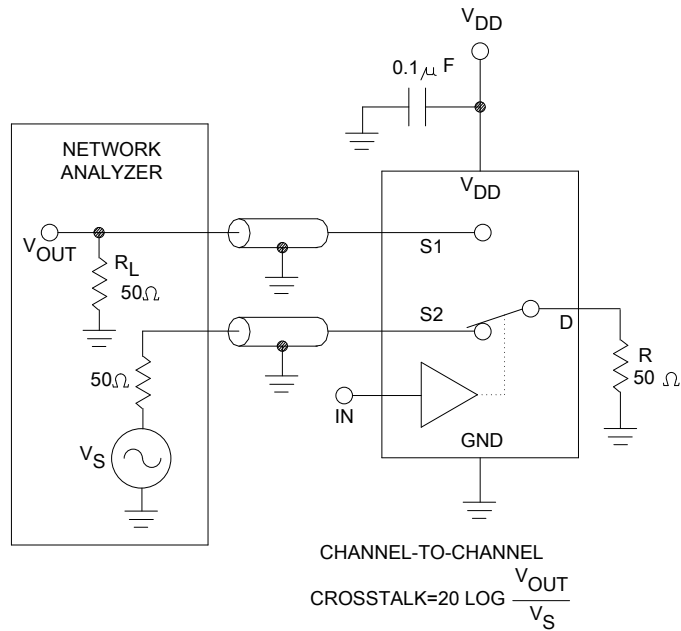 VDD
0.1 μ F
NETWORK
ANALYZER
VDD
VOUT
S1
RL
50Ω
S2
D
50Ω
R
50 Ω
IN
VS
GND
CHANNEL-TO-CHANNEL
CROSSTALK=20 LOG VOUT
VS